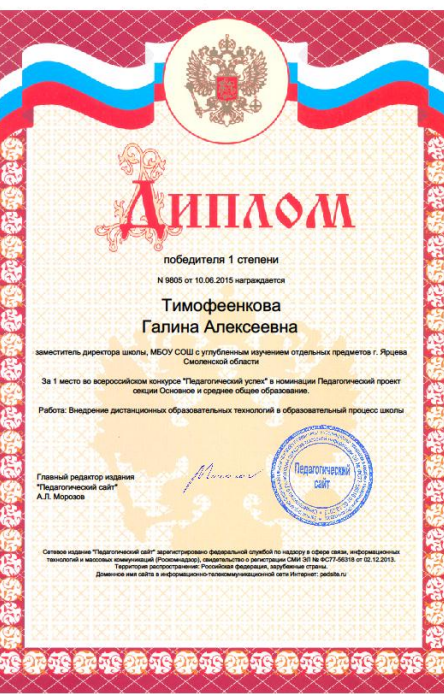 Диплом
победителя 1 степени
N 9805 от 10.06.2015 награждается
Тимофеенкова
Галина Алексеевна
заместитель директора школы, МБОУ СОШ с углубленным изучением отдельных предметов г. Ярцева
Смоленской области
За 1 место во всероссийском конкурсе "Педагогический успех" в номинации Педагогический проект
секции Основное и среднее общее образование.
Работа: Внедрение дистанционных образовательных технологий в образовательный процесс школы
Главный редактор издания
"Педагогический сайт"
А.Л. Морозов
Педагогический
сайт
Сетевое издание "Педагогический сайт" зарегистрировано федеральной службой по надзору в сфере связи, информационных
технологий и массовых коммуникаций (Роскомнадзор), свидетельство о регистрации СМИ ЭЛ № ФС77-56318 от 02.12.2013.
Территория распространения: Российская федерация, зарубежные страны.
Доменное имя сайта в информационно-телекоммуникационной сети Интернет: pedsite.ru